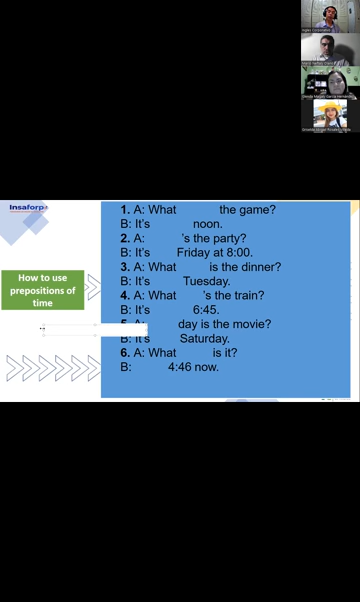 Insaforp
How to use
prepositions of
time
1. A: What the game?
B: It's noon.
2. A: 's the party?
B: It's Friday at 8:00.
3. A: What is the dinner?
B: It's Tuesday.
4. A: What 's the train?
B: It's 6:45.
5. A: day is the movie?
B: It's Saturday.
6. A: What is it?
B: 4:46 now.